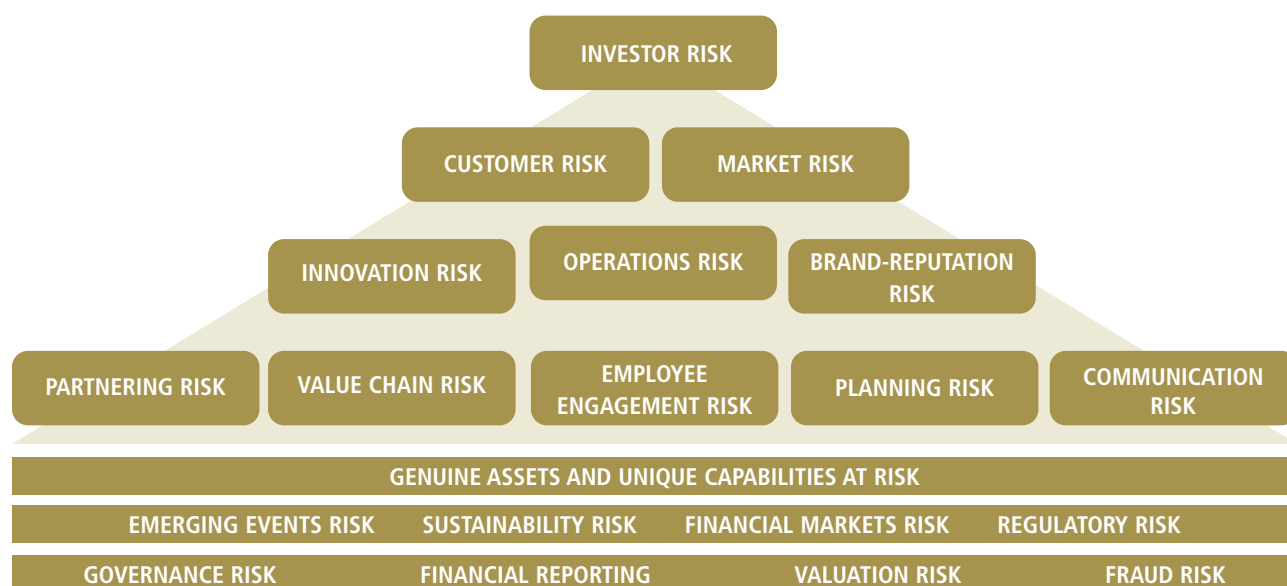 INVESTOR RISK
CUSTOMER RISK
MARKET RISK
INNOVATION RISK
OPERATIONS RISK
BRAND-REPUTATION
RISK
PARTNERING RISK
VALUE CHAIN RISK
EMPLOYEE
ENGAGEMENT RISK
PLANNING RISK
COMMUNICATION
RISK
GENUINE ASSETS AND UNIQUE CAPABILITIES AT RISK
EMERGING EVENTS RISK SUSTAINABILITY RISK FINANCIAL MARKETS RISK REGULATORY RISK
GOVERNANCE RISK FINANCIAL REPORTING VALUATION RISK FRAUD RISK